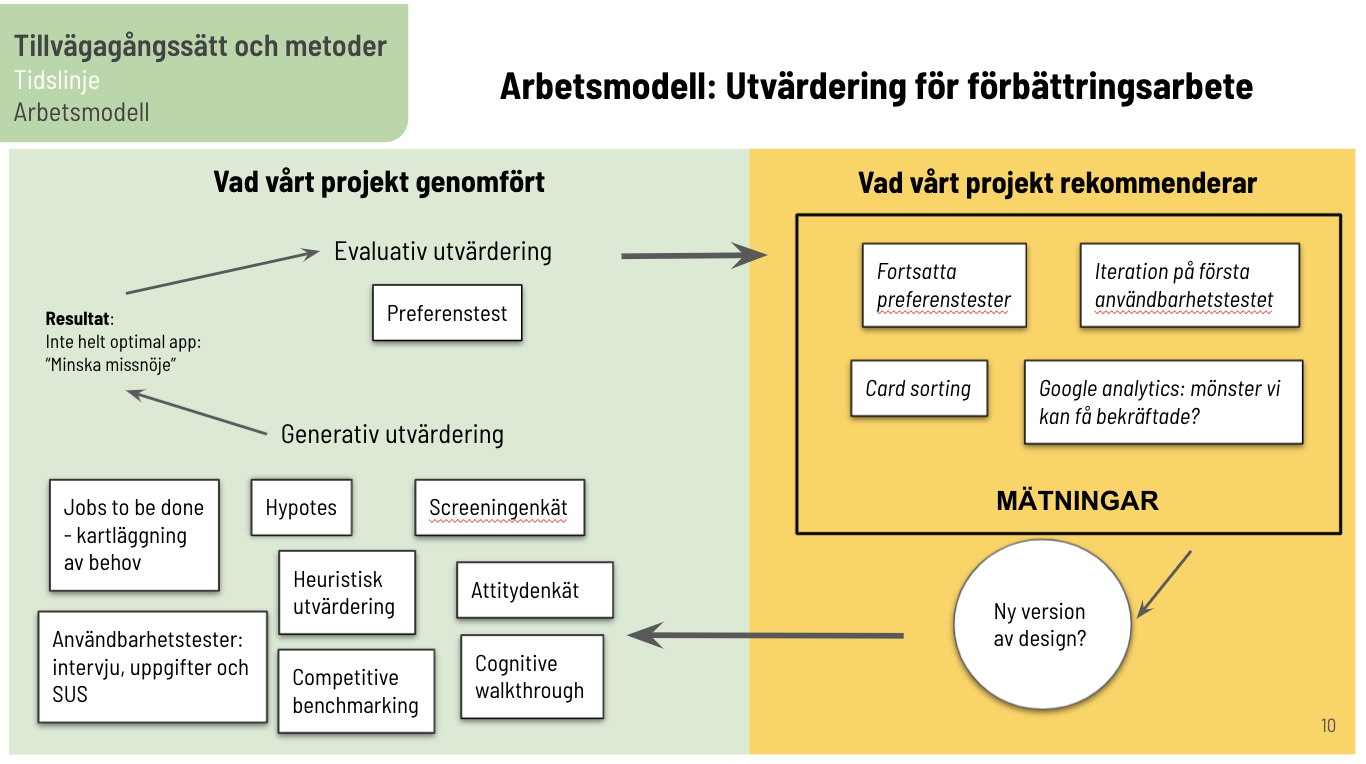 Tillvägagångssätt och metoder
Tidslinje
Arbetsmodell
Arbetsmodell: Utvärdering för förbättringsarbete
Vad vårt projekt genomfört
Evaluativ utvärdering
Preferenstest
Resultat:
Inte helt optimal app:
“Minska missnöje”
Generativ utvärdering
Jobs to be done
- kartläggning
av behov
Hypotes
Screeningenkät
Heuristisk
utvärdering
Attitydenkät
Användbarhetstester:
intervju, uppgifter och
SUS
Competitive
benchmarking
Cognitive
walkthrough
Vad vårt projekt rekommenderar
Fortsatta
preferenstester
Iteration på första
användbarhetstestet
Card sorting
Google analytics: mönster vi
kan få bekräftade?
MÄTNINGAR
Ny version
av design?
10